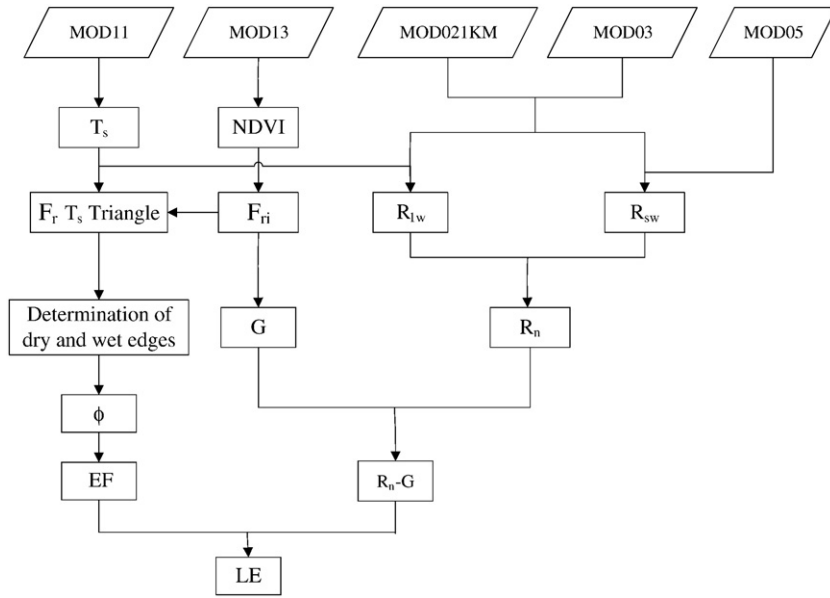 MOD11
MOD13
MOD021KM
MOD03
MOD05
Ts
NDVI
Fr Ts Triangle
Fri
Rlw
Rsw
Determination of
dry and wet edges
G
Rn
ϕ
EF
Rn-G
LE